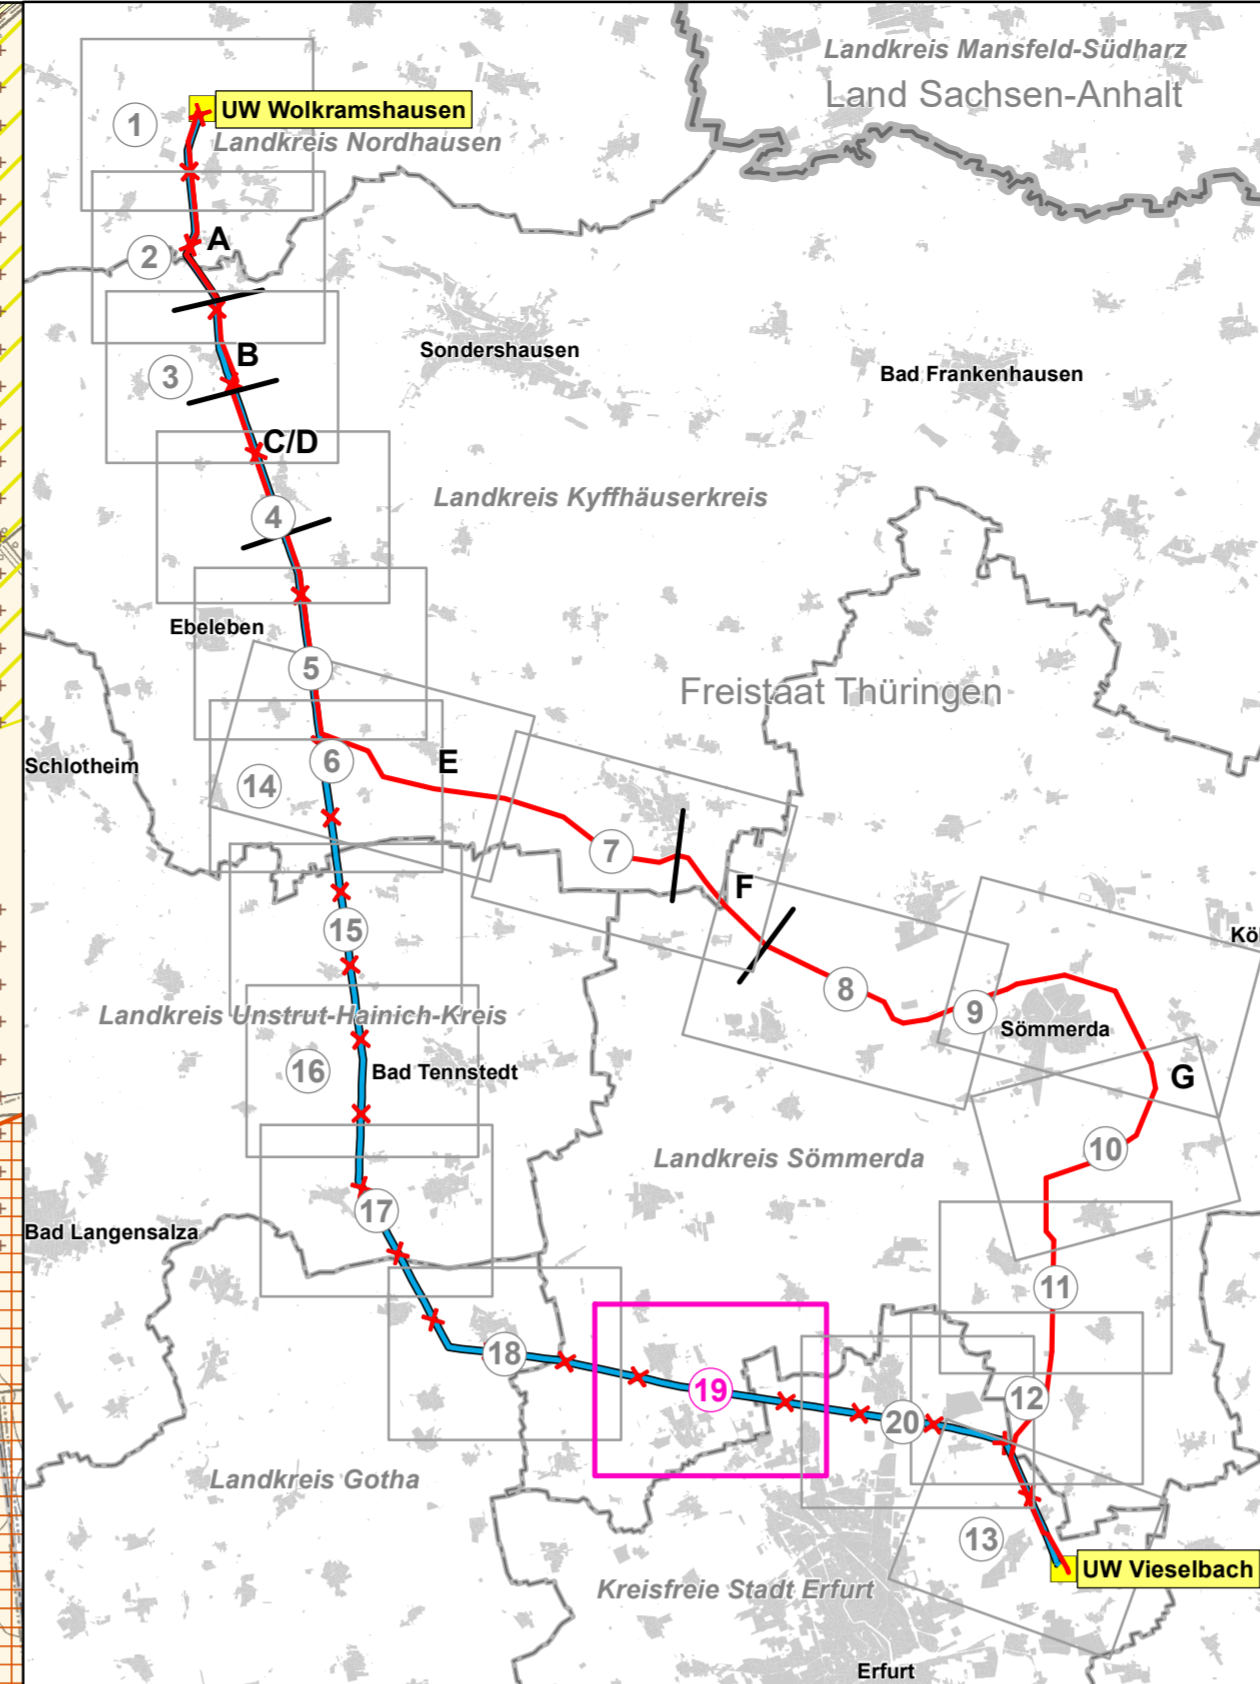 Landkreis Mansfeld-Südharz
Land Sachsen-Anhalt
UW Wolkramshausen
1
Landkreis Nordhausen
A
2
Sondershausen
B
3
Bad Frankenhausen
C/D
Landkreis Kyffhäuserkreis
4
Ebeleben
5
Freistaat Thüringen
Schlotheim
6
E
14
7
F
15
Kö
8
9
Landkreis Unstrut-Hainich-Kreis
Sömmerda
16
Bad Tennstedt
G
10
Landkreis Sömmerda
17
Bad Langensalza
11
18
19
12
20
Landkreis Gotha
13
UW Vieselbach
Kreisfreie Stadt Erfurt
Erfurt